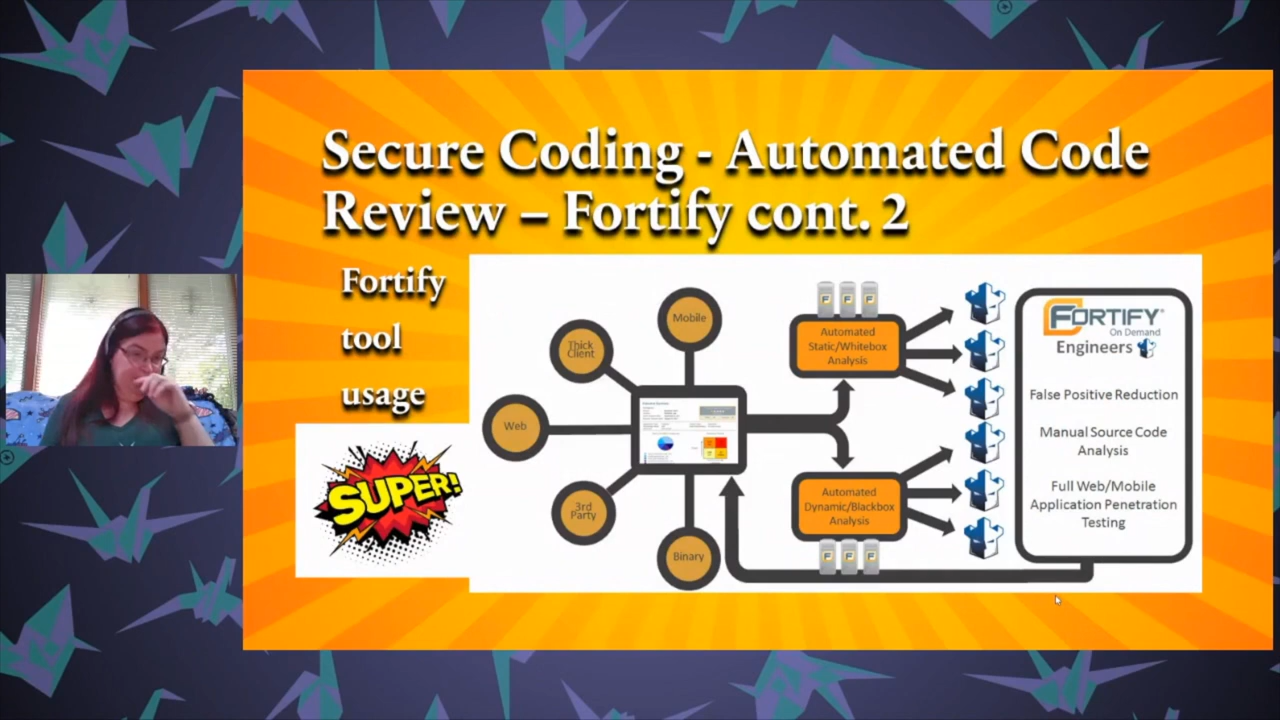 Secure Coding - Automated Code
Review – Fortify cont. 2
Fortify
tool
usage
SUPER!
Mobile
Thick
Client
Web
3rd
Party
Binary
Automated
Static/Whitebox
Analysis
Automated
Dynamic/Blackbox
Analysis
FORTIFY
On Demand
Engineers
False Positive Reduction
Manual Source Code
Analysis
Full Web/Mobile
Application Penetration
Testing